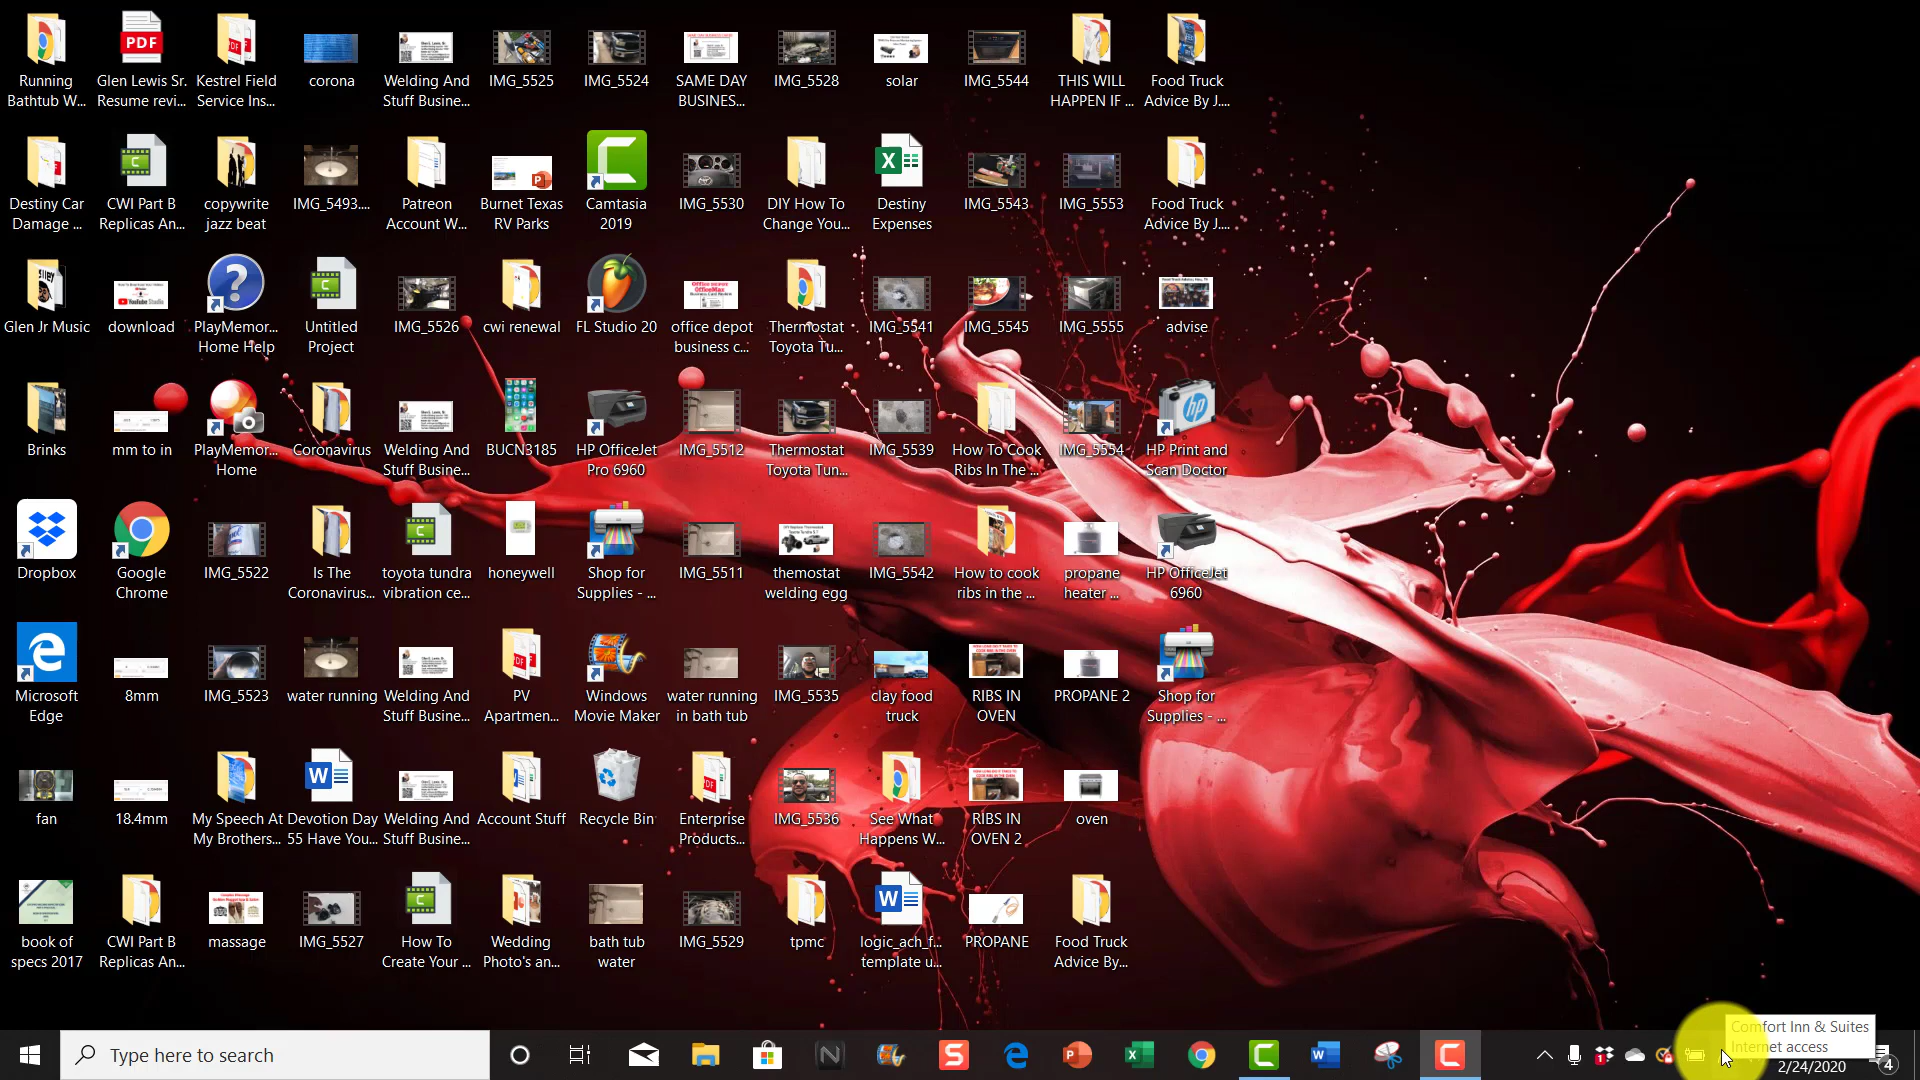 Running
Bathtub W...
Glen Lewis Sr.
Resume revi...
Kestrel Field
Service Ins...
corona
Welding And
Stuff Busine...
IMG_5525
IMG_5524
SAME DAY
BUSINES...
IMG_5528
solar
IMG_5544
THIS WILL
HAPPEN IF ...
Food Truck
Advice By J....
Destiny Car
Damage ...
CWI Part B
Replicas An...
copywrite
jazz beat
IMG_5493....
Patreon
Account W...
Burnet Texas
RV Parks
Camtasia
2019
IMG_5530
DIY How To
Change You...
Destiny
Expenses
IMG_5543
IMG_5553
Food Truck
Advice By J....
Glen Jr Music
download
PlayMemor...
Home Help
Untitled
Project
IMG_5526
cwi renewal
FL Studio 20
office depot
business c...
Thermostat
Toyota Tu...
IMG_5541
IMG_5545
IMG_5555
advise
Brinks
mm to in
PlayMemor...
Home
Coronavirus
Welding And
Stuff Busine...
BUCN3185
HP OfficeJet
Pro 6960
IMG_5512
Thermostat
Toyota Tun...
IMG_5539
How To Cook
Ribs In The ...
IMG_5554
HP Print and
Scan Doctor
Dropbox
Google
Chrome
IMG_5522
Is The
Coronavirus...
toyota tundra
vibration ce...
honeywell
Shop for
Supplies - ...
IMG_5511
themostat
welding egg
IMG_5542
How to cook
ribs in the ...
propane
heater ...
HP OfficeJet
6960
Microsoft
Edge
8mm
IMG_5523
water running
Welding And
Stuff Busine...
PV
Apartmen...
Windows
Movie Maker
water running
in bath tub
IMG_5535
clay food
truck
RIBS IN
OVEN
PROPANE 2
Shop for
Supplies - ...
fan
18.4mm
My Speech At
My Brothers...
Devotion Day
55 Have You...
Welding And
Stuff Busine...
Account Stuff
Recycle Bin
Enterprise
Products...
IMG_5536
See What
Happens W...
RIBS IN
OVEN 2
oven
book of
specs 2017
CWI Part B
Replicas An...
massage
IMG_5527
How To
Create Your ...
Wedding
Photo's an...
bath tub
water
IMG_5529
tpmc
logic_ach_f...
template u...
PROPANE
Food Truck
Advice By...
Comfort Inn & Suites
Internet access
Type here to search
2/24/2020
4